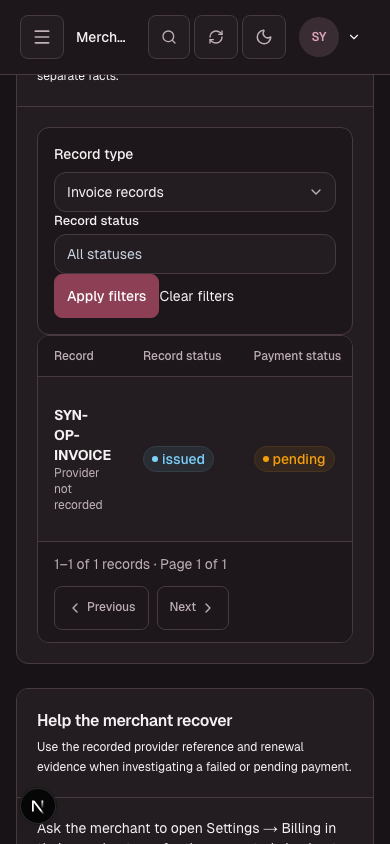 Merch...
SY
separate facts.
Record type
Invoice records
Record status
All statuses
Apply filters Clear filters
Record Record status Payment status
SYN-
OP-
INVOICE
Provider
not
recorded
issued
pending
1–1 of 1 records · Page 1 of 1
Previous Next
Help the merchant recover
Use the recorded provider reference and renewal
evidence when investigating a failed or pending payment.
N
Ask the merchant to open Settings → Billing in